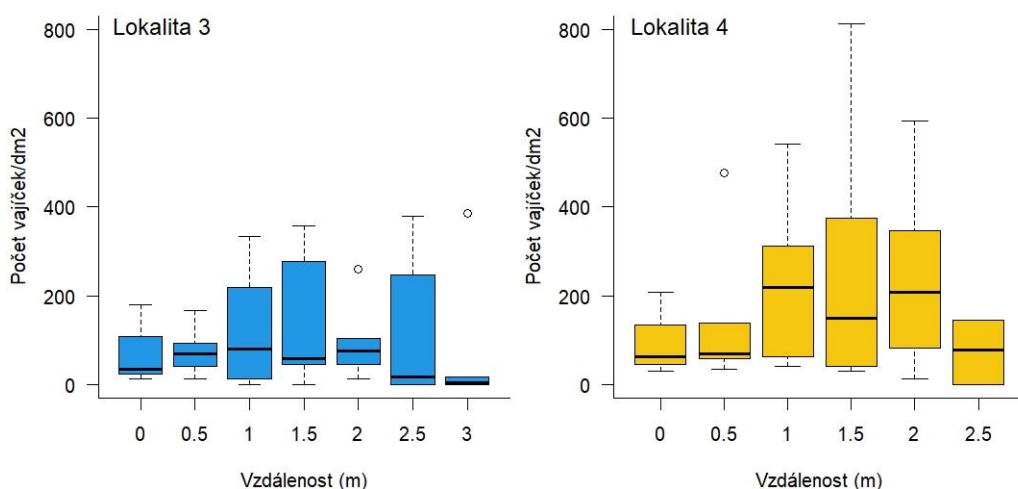 Lokalita 3
Počet vajíček/dm2
800
600
400
200
0
0 0.5 1 1.5 2 2.5 3
Vzdálenost (m)
Lokalita 4
Počet vajíček/dm2
800
600
400
200
0
0 0.5 1 1.5 2 2.5
Vzdálenost (m)